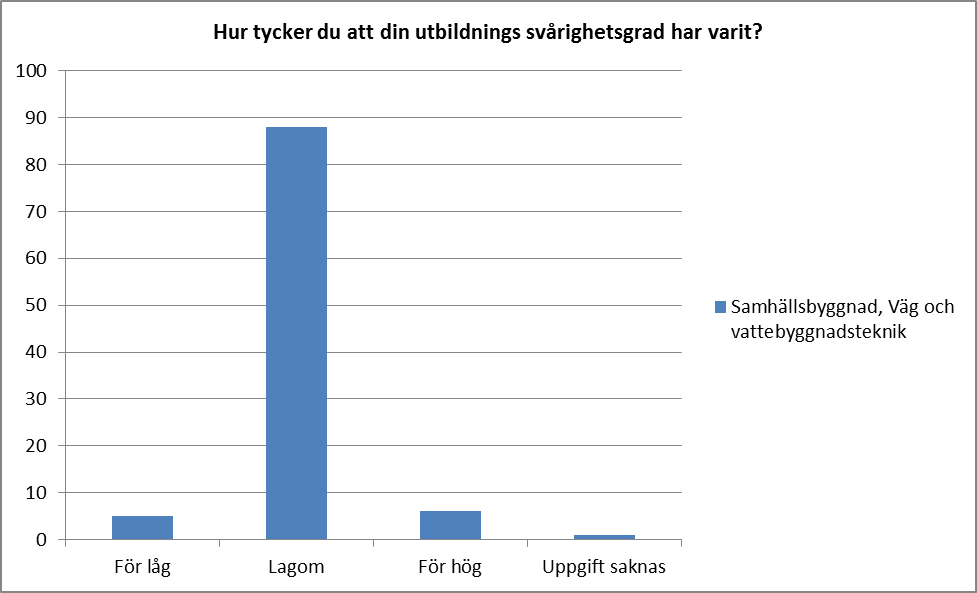 Hur tycker du att din utbildnings svårighetsgrad har varit?
100
90
80
70
60
50
40
30
20
10
0
För låg
Lagom
För hög
Uppgift saknas
Samhällsbyggnad, Väg och
vattebyggnadsteknik